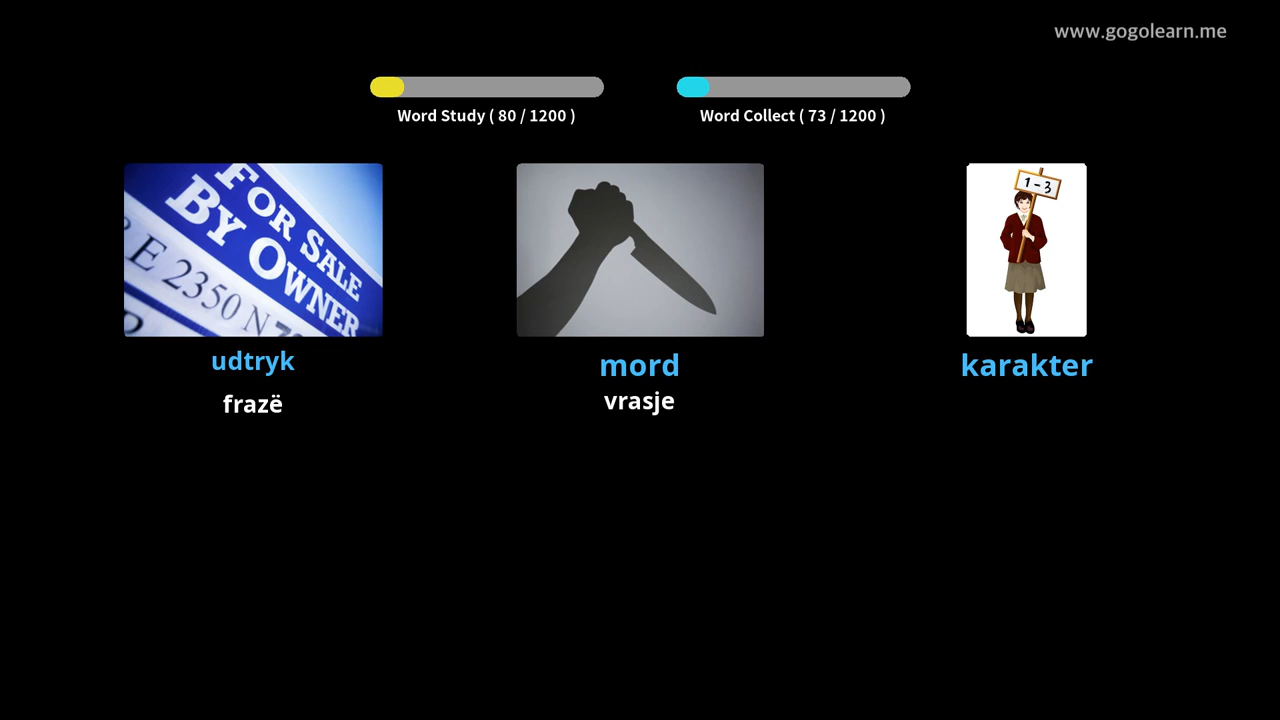 www.gogolearn.me
Word Study ( 80 / 1200 )
Word Collect ( 73 / 1200 )
FOR SALE
BY OWNER
E 2350 N
1 - 3
udtryk
mord
karakter
frazë
vrasje